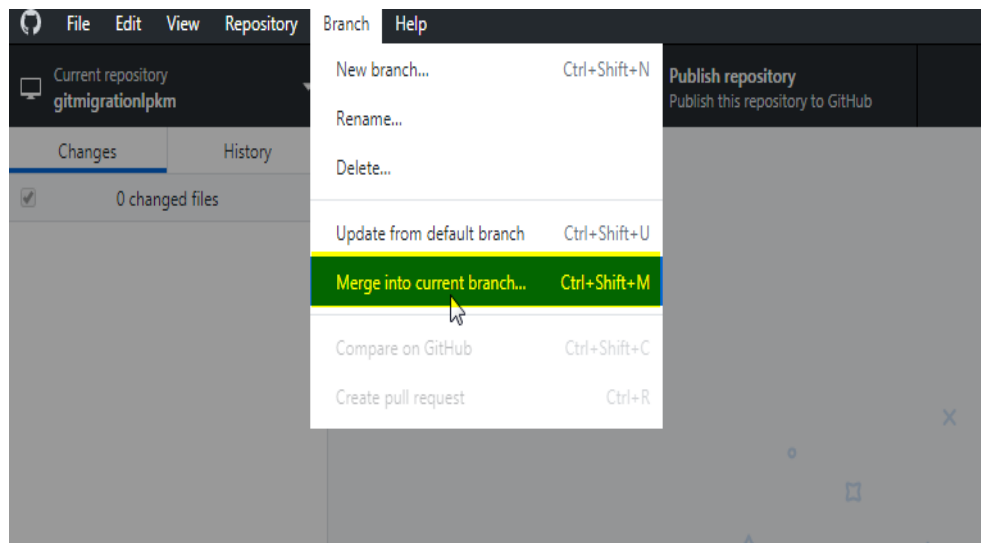 File Edit View Repository Branch Help
Current repository
gitmigrationlpkm
Publish repository
Publish this repository to GitHub
Changes History
0 changed files
New branch... Ctrl+Shift+N
Rename...
Delete...
Update from default branch Ctrl+Shift+U
Merge into current branch... Ctrl+Shift+M
Compare on GitHub Ctrl+Shift+C
Create pull request Ctrl+R